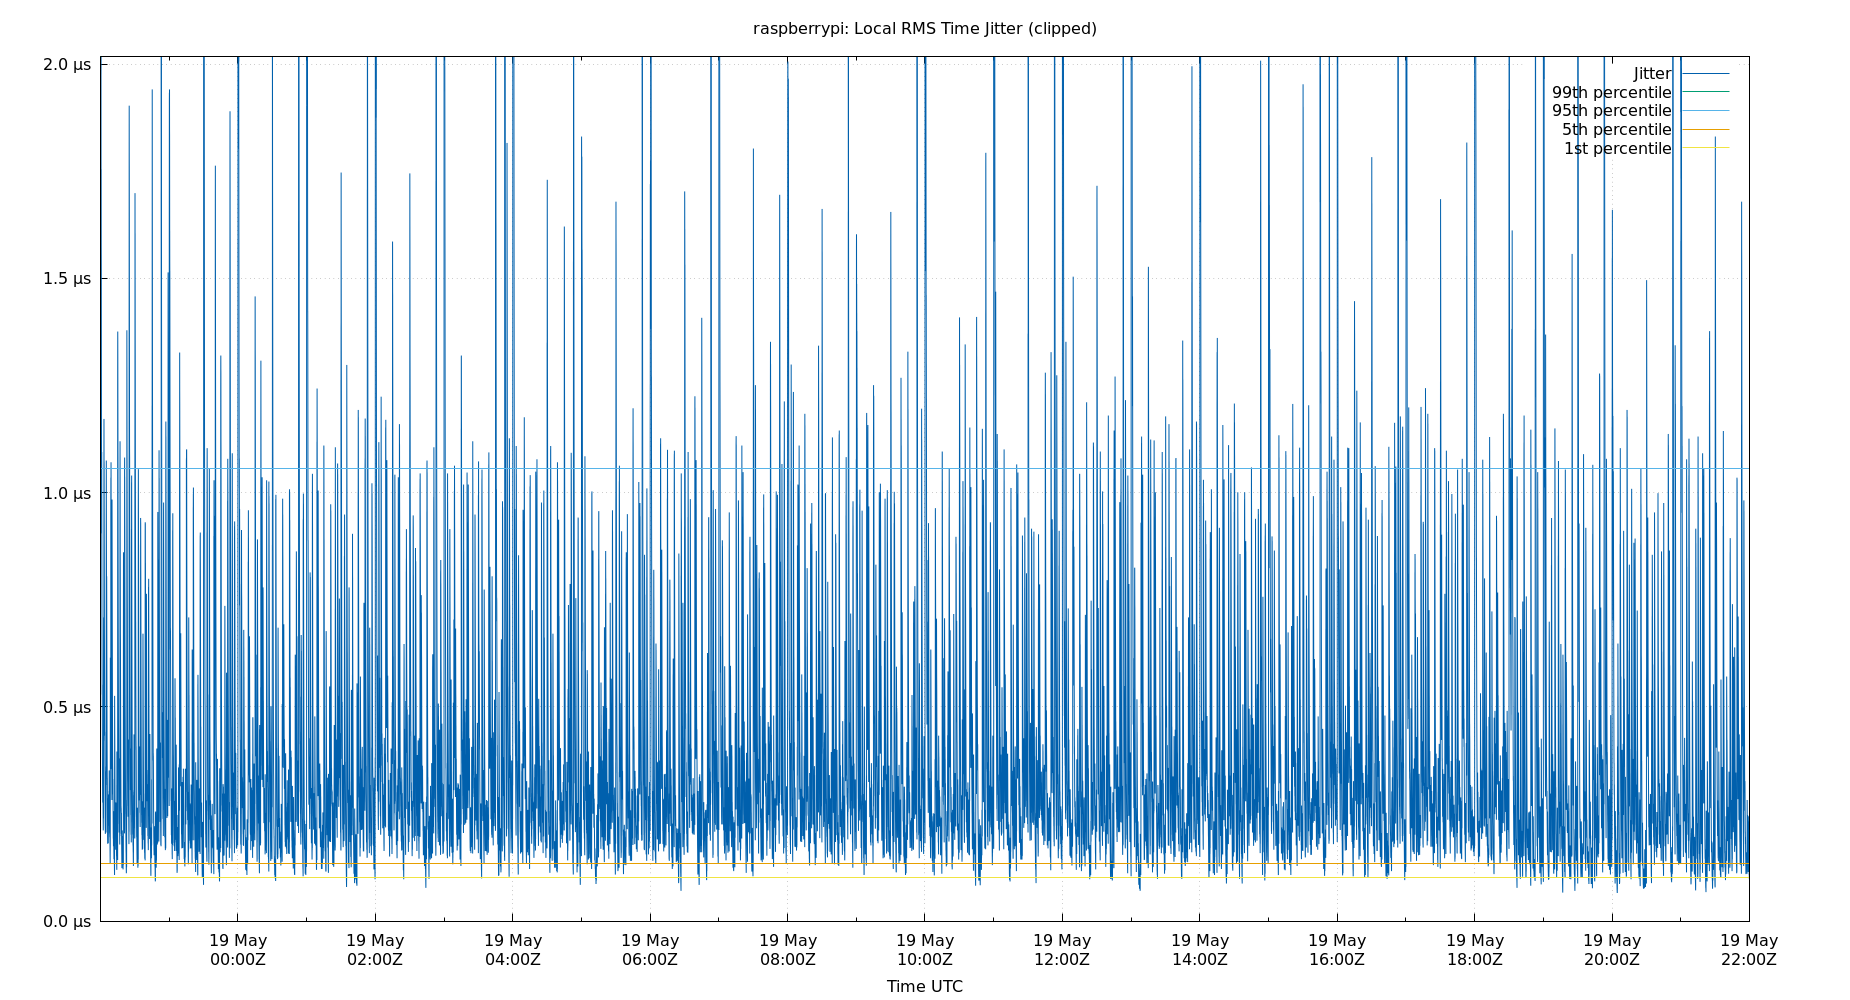 raspberrypi: Local RMS Time Jitter (clipped)
2.0 µs
1.5 µs
1.0 µs
0.5 µs
0.0 µs
Jitter
99th percentile
95th percentile
5th percentile
1st percentile
19 May 19 May 19 May 19 May 19 May 19 May 19 May 19 May 19 May 19 May 19 May 19 May
00:00Z 02:00Z 04:00Z 06:00Z 08:00Z 10:00Z 12:00Z 14:00Z 16:00Z 18:00Z 20:00Z 22:00Z
Time UTC